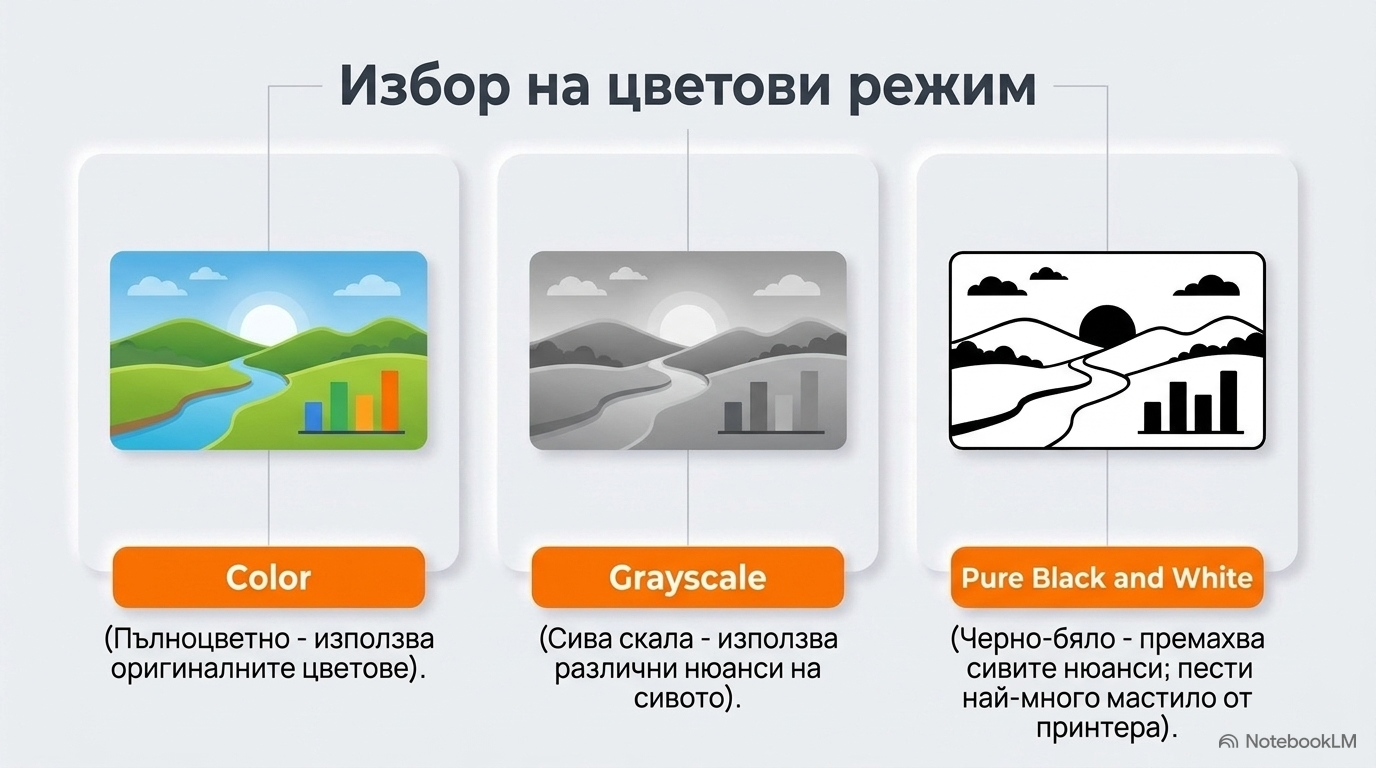 Избор на цветови режим
Color
(Пълноцветно - използва
оригиналните цветове).
Grayscale
(Сива скала - използва
различни нюанси на
сивото).
Pure Black and White
(Черно-бяло - премахва
сивите нюанси; пести
най-много мастило от
принтера).
NotebookLM